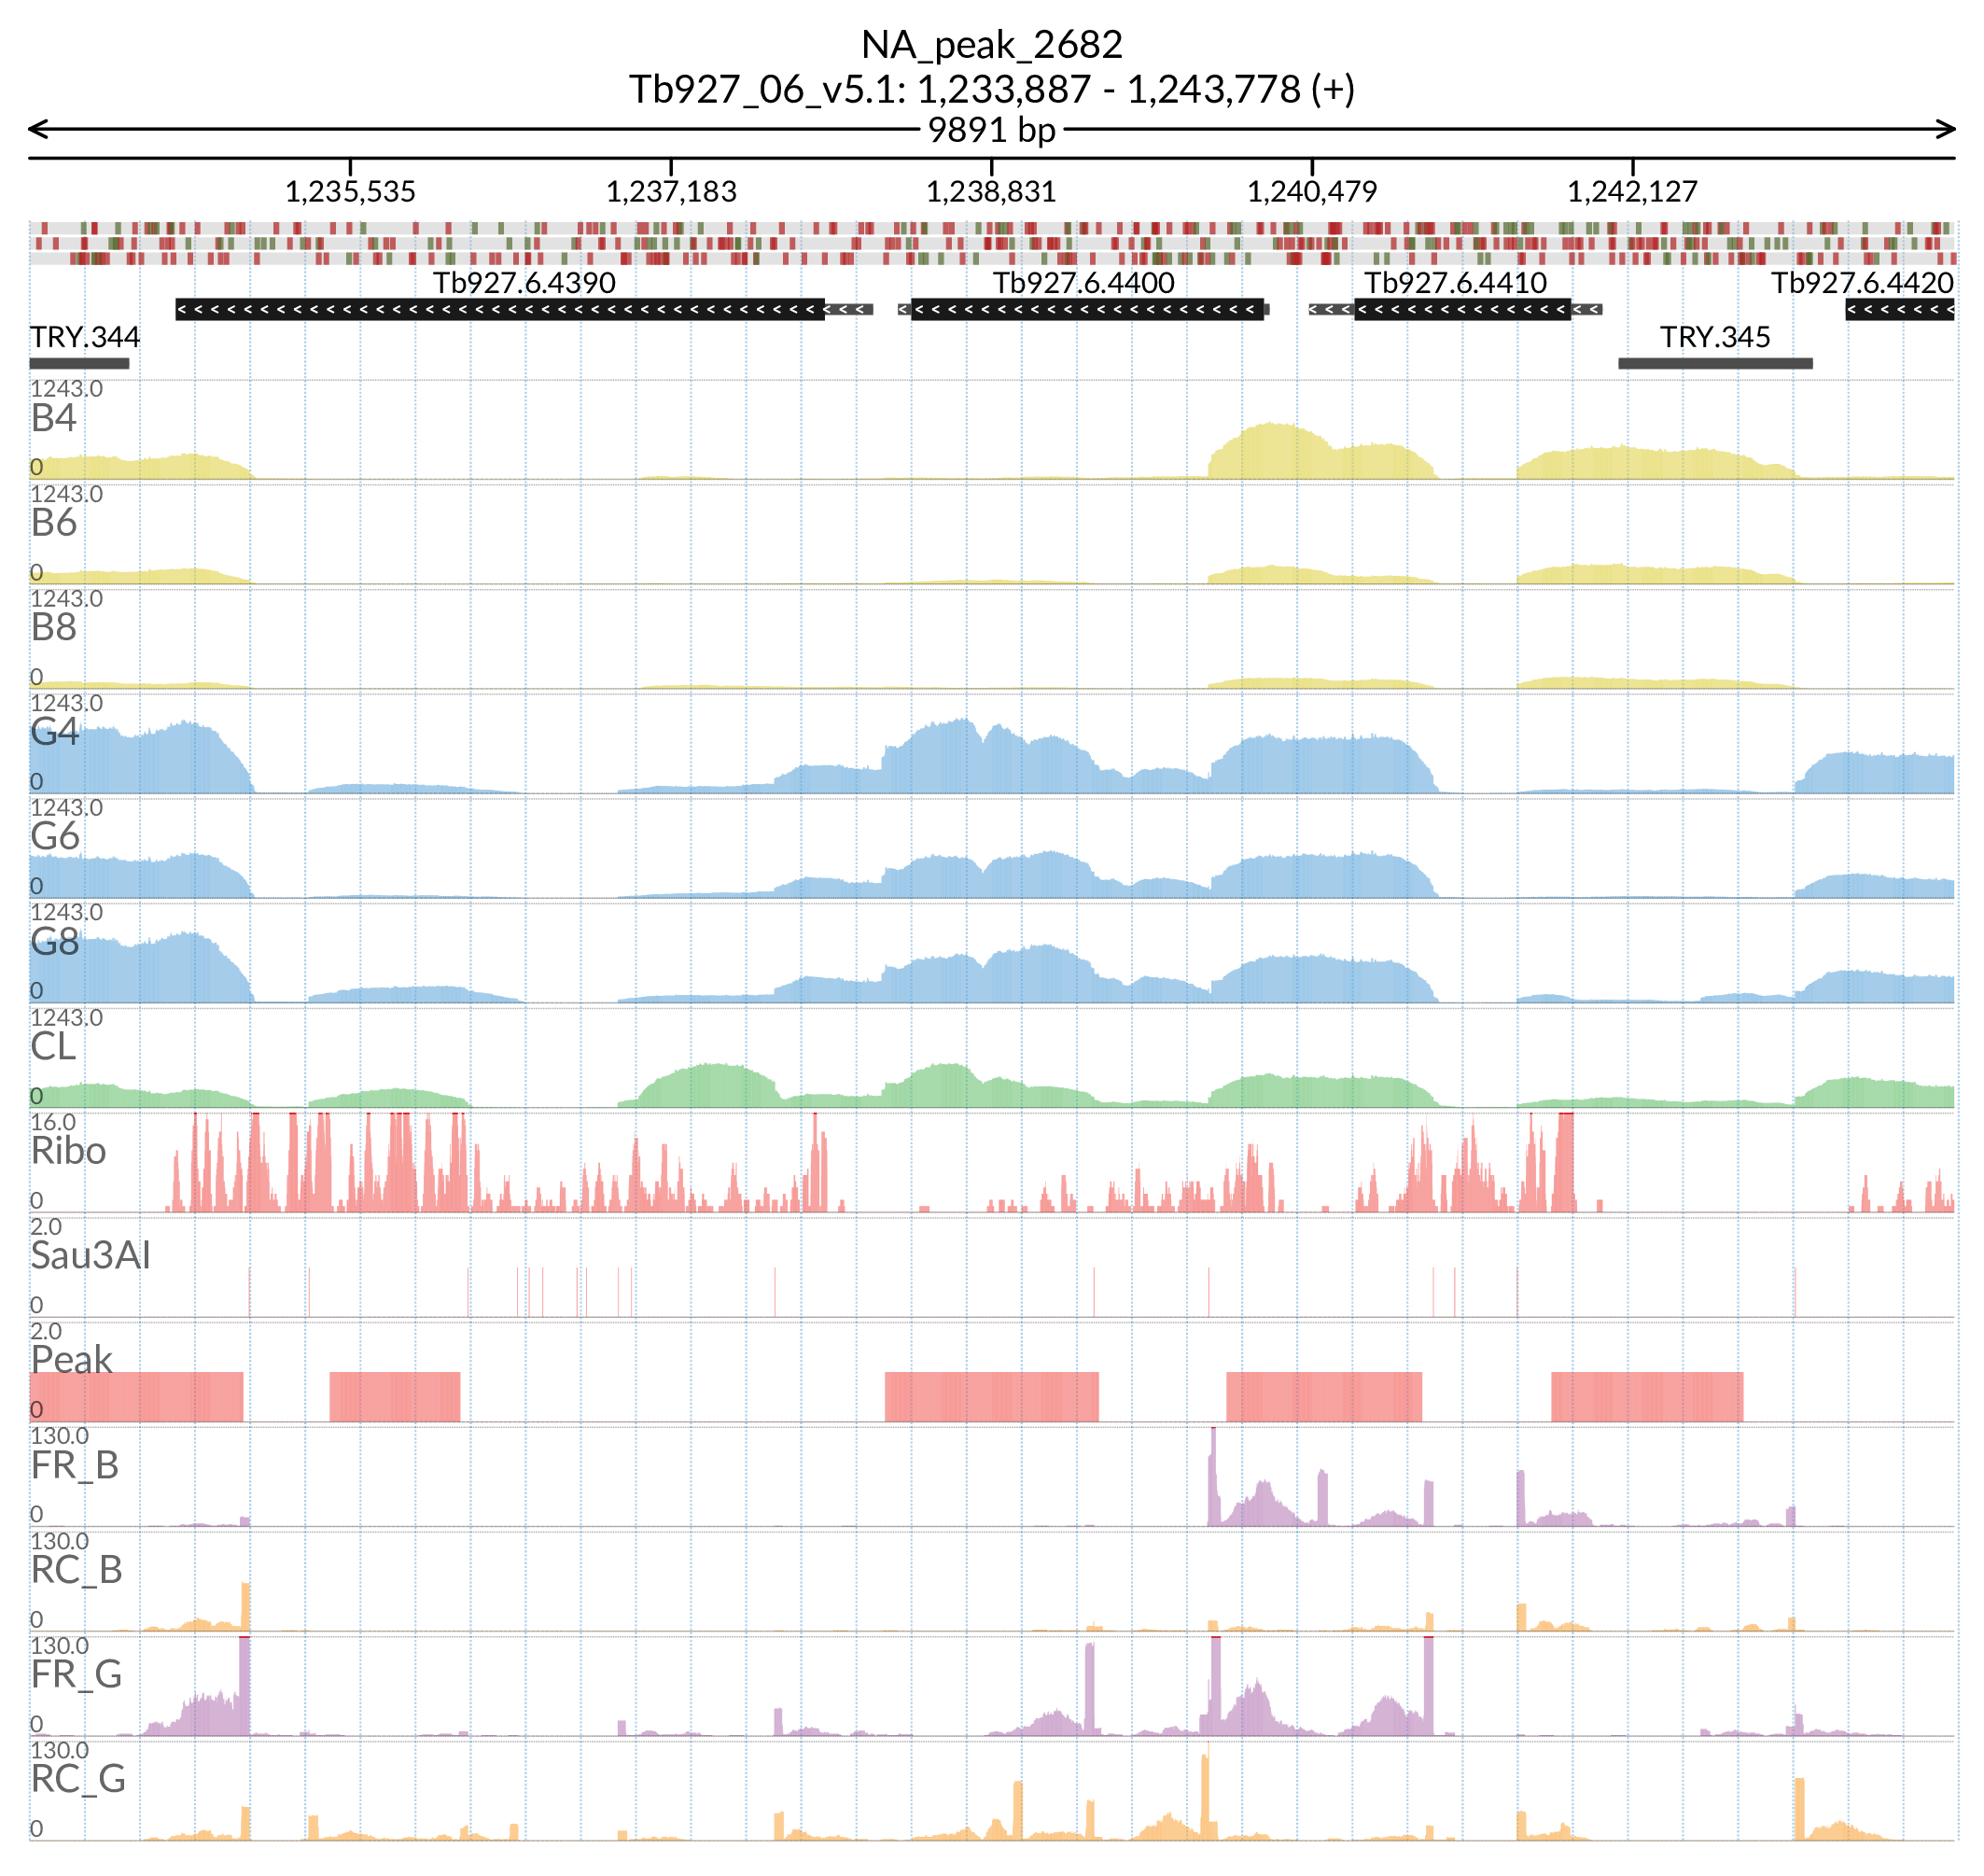 NA_peak_2682
Tb927_06_v5.1: 1,233,887 - 1,243,778 (+)
9891 bp
1,235,535 1,237,183 1,238,831 1,240,479 1,242,127
Tb927.6.4390 Tb927.6.4400 Tb927.6.4410 Tb927.6.4420
TRY.344 TRY.345
1243.0
B4
0
1243.0
B6
0
1243.0
B8
0
1243.0
G4
0
1243.0
G6
0
1243.0
G8
0
1243.0
CL
0
16.0
Ribo
0
2.0
Sau3AI
0
2.0
Peak
0
130.0
FR_B
0
130.0
RC_B
0
130.0
FR_G
0
130.0
RC_G
0